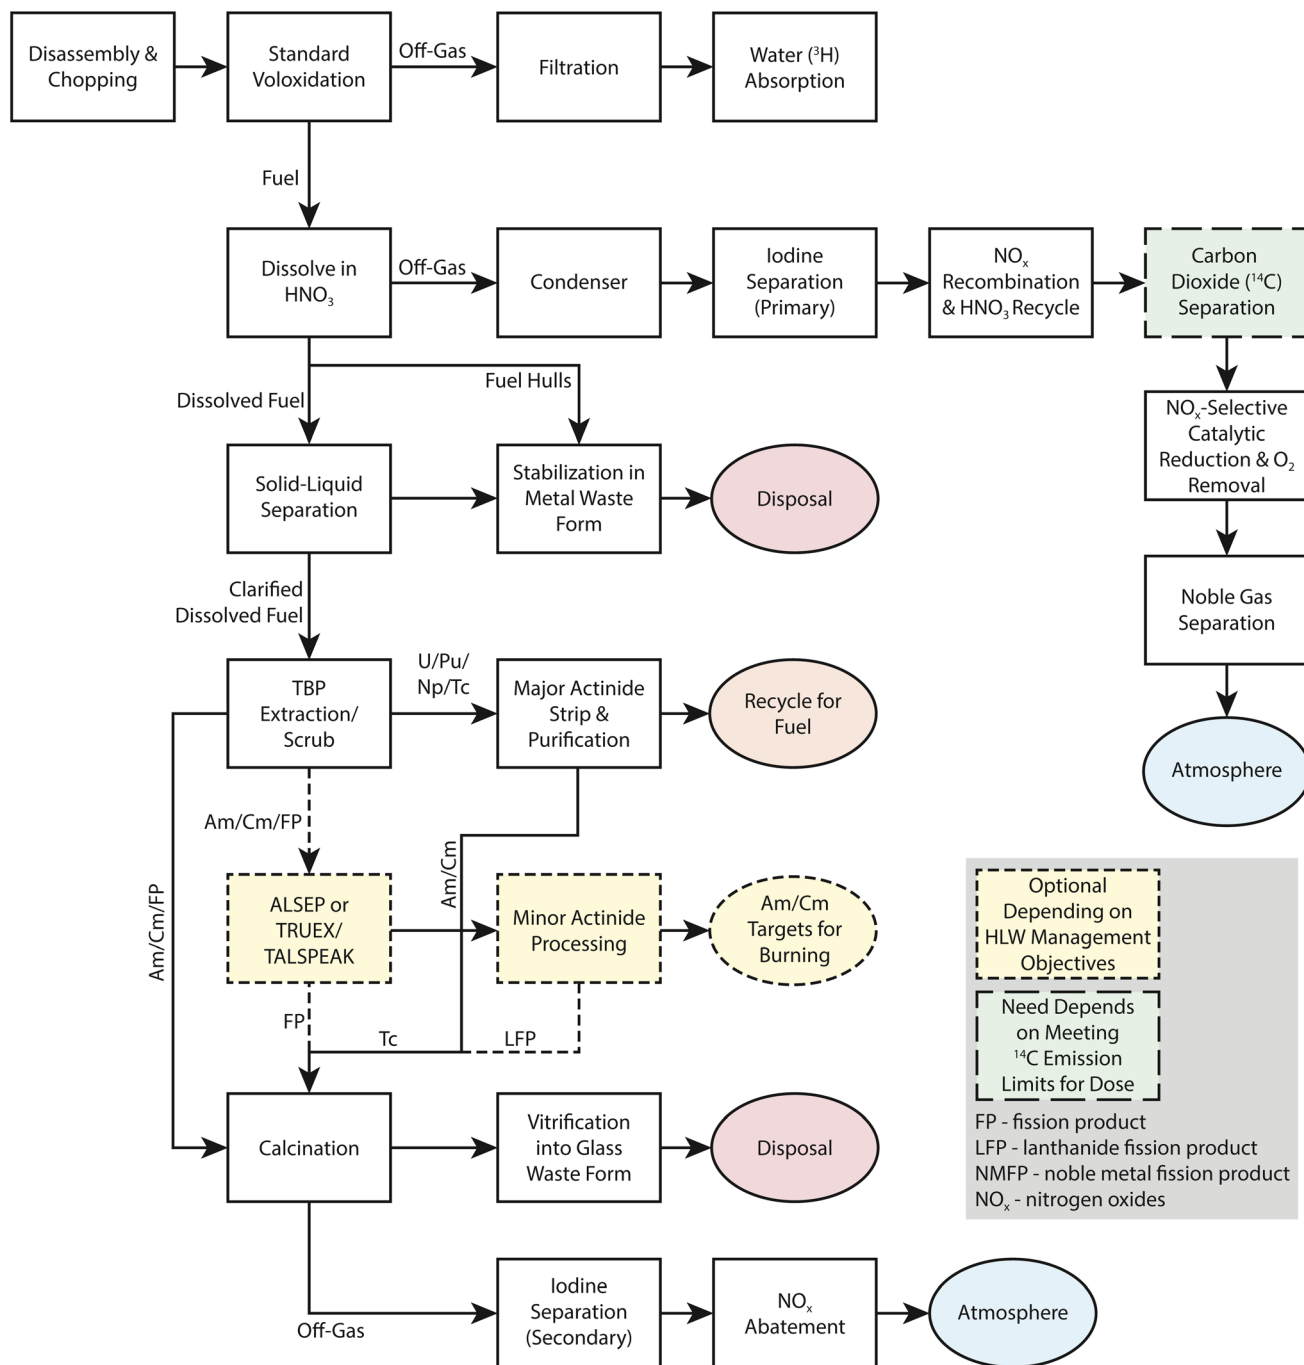 Disassembly &
Chopping
Standard
Voloxidation
Off-Gas
Filtration
Water (³H)
Absorption
Fuel
Dissolve in
HNO₃
Off-Gas
Condenser
Iodine
Separation
(Primary)
NOₓ
Recombination
& HNO₃ Recycle
Carbon
Dioxide (¹⁴C)
Separation
Dissolved Fuel
Fuel Hulls
NOₓ-Selective
Catalytic
Reduction & O₂
Removal
Solid-Liquid
Separation
Stabilization in
Metal Waste
Form
Disposal
Clarified
Dissolved Fuel
Noble Gas
Separation
TBP
Extraction/
Scrub
U/Pu/
Np/Tc
Major Actinide
Strip &
Purification
Recycle for
Fuel
Atmosphere
Am/Cm/FP
Am/Cm/FP
Am/Cm
ALSEP or
TRUEX/
TALSPEAK
Minor Actinide
Processing
Am/Cm
Targets for
Burning
FP
Tc
LFP
Calcination
Vitrification
into Glass
Waste Form
Disposal
Off-Gas
Iodine
Separation
(Secondary)
NOₓ
Abatement
Atmosphere
Optional
Depending on
HLW Management
Objectives
Need Depends
on Meeting
¹⁴C Emission
Limits for Dose
FP - fission product
LFP - lanthanide fission product
NMFP - noble metal fission product
NOₓ - nitrogen oxides